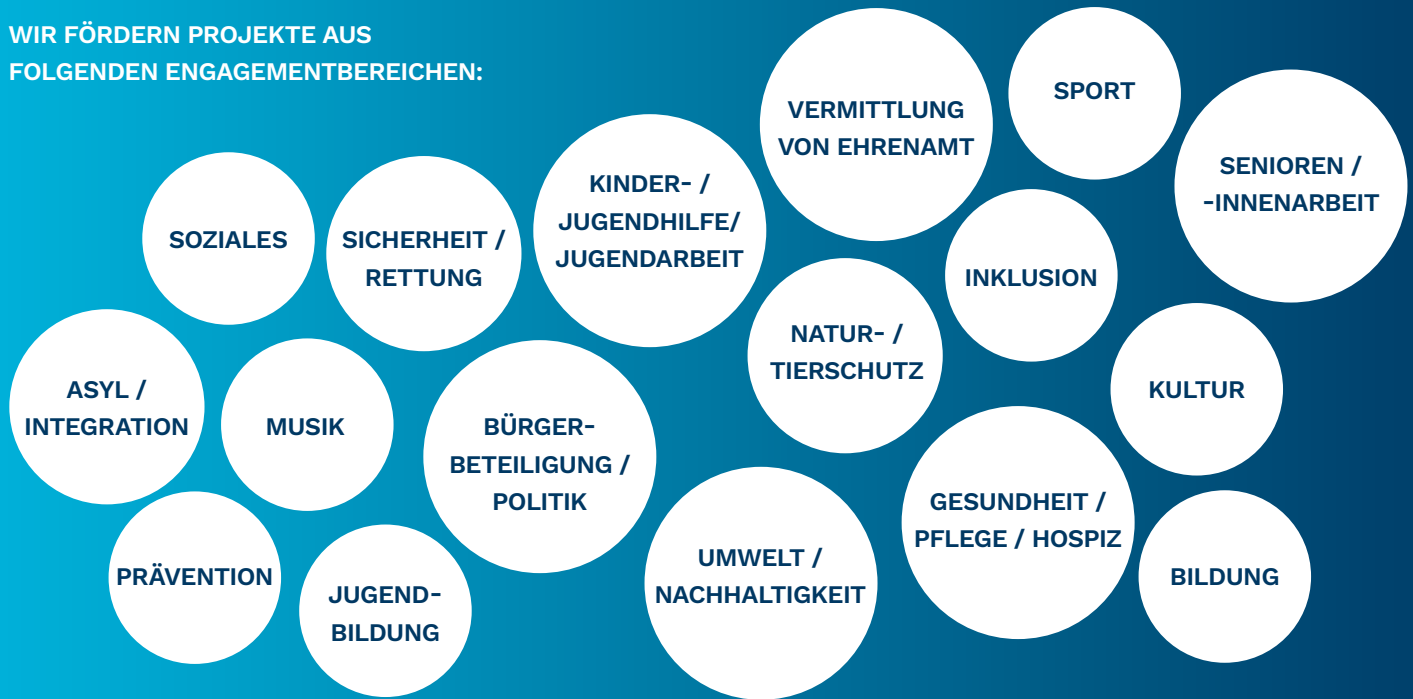 WIR FÖRDERN PROJEKTE AUS
FOLGENDEN ENGAGEMENTBEREICHEN:
SOZIALES
SICHERHEIT /
RETTUNG
KINDER- /
JUGENDHILFE/
JUGENDARBEIT
VERMITTLUNG
VON EHRENAMT
SPORT
SENIOREN /
-INNENARBEIT
ASYL /
INTEGRATION
MUSIK
BÜRGER-
BETEILIGUNG /
POLITIK
NATUR- /
TIERSCHUTZ
INKLUSION
KULTUR
PRÄVENTION
JUGEND-
BILDUNG
UMWELT /
NACHHALTIGKEIT
GESUNDHEIT /
PFLEGE / HOSPIZ
BILDUNG